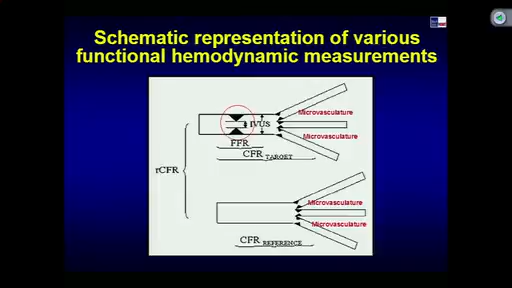 Schematic representation of various
functional hemodynamic measurements
Microvasculature
IVUS
Microvasculature
FFR
CFR TARGET
rCFR
Microvasculature
Microvasculature
CFR REFERENCE